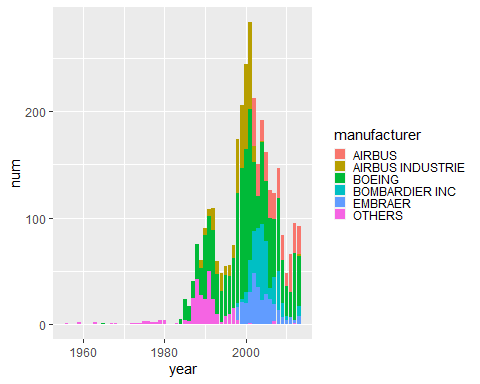 num
200
100
0
1960
1980
2000
year
manufacturer
AIRBUS
AIRBUS INDUSTRIE
BOEING
BOMBARDIER INC
EMBRAER
OTHERS